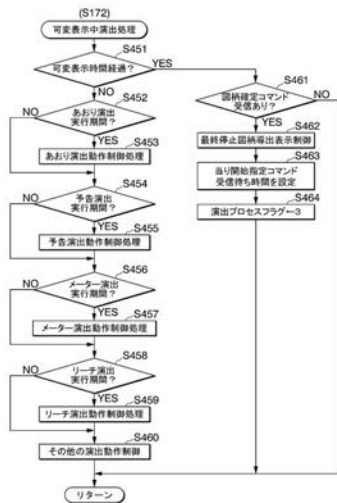 (S172)
可変表示中演出処理
S451
可変表示時間経過?
YES
NO
S452
あおり演出
実行期間?
NO
YES
S453
あおり演出動作制御処理
S454
予告演出
実行期間?
NO
YES
S455
予告演出動作制御処理
S456
メーター演出
実行期間?
NO
YES
S457
メーター演出動作制御処理
S458
リーチ演出
実行期間?
NO
YES
S459
リーチ演出動作制御処理
S460
その他の演出動作制御
S461
図柄確定コマンド
受信あり?
NO
YES
S462
最終停止図柄導出表示制御
S463
当り開始指定コマンド
受信待ち時間を設定
S464
演出プロセスフラグ←3
リターン